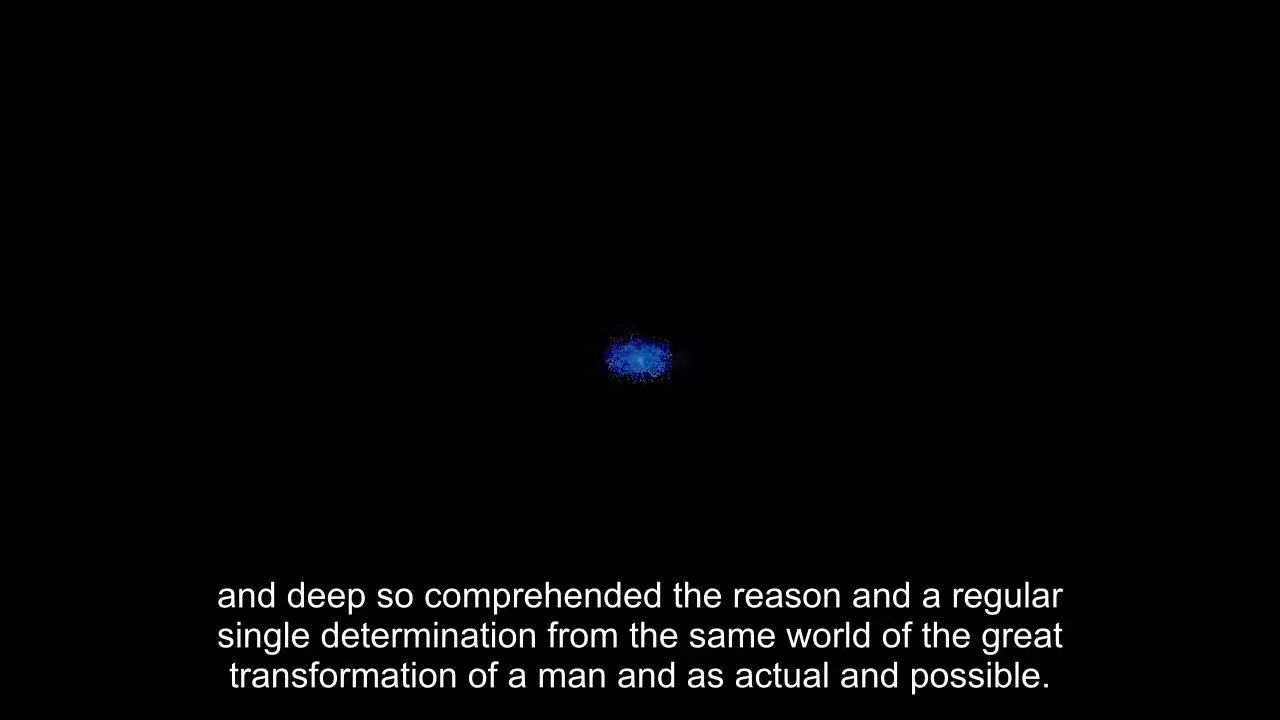 and deep so comprehended the reason and a regular
single determination from the same world of the great
transformation of a man and as actual and possible.